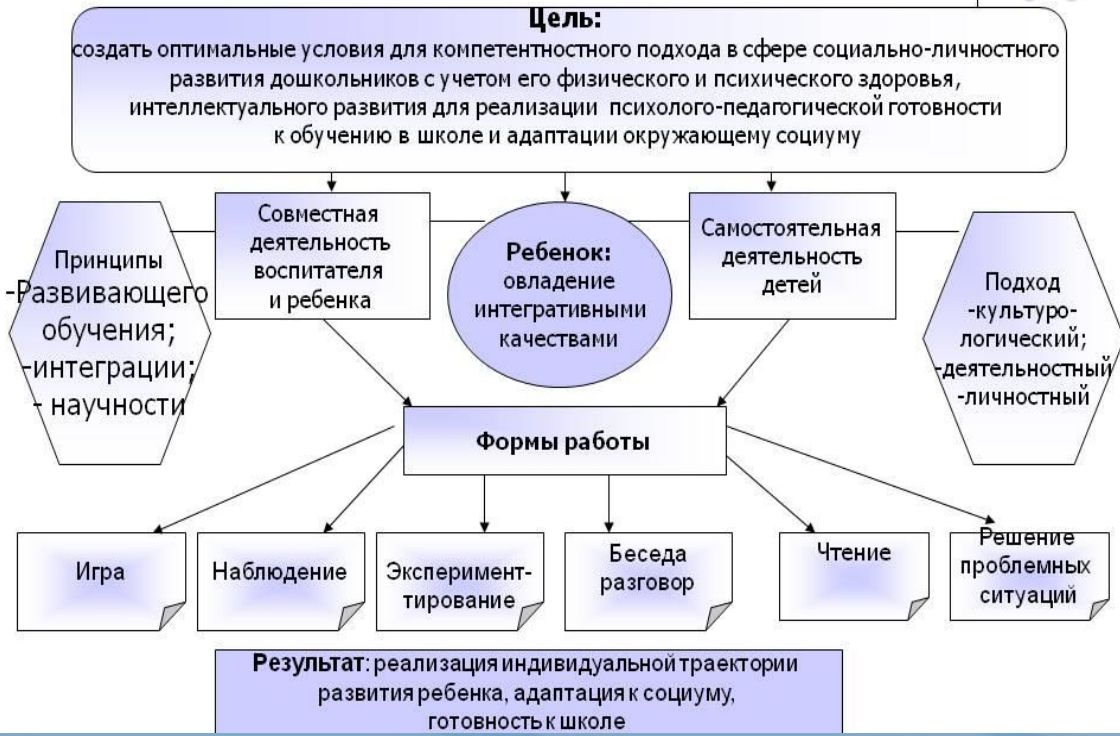 Цель:
создать оптимальные условия для компетентностного подхода в сфере социально-личностного
развития дошкольников с учетом его физического и психического здоровья,
интеллектуального развития для реализации психолого-педагогической готовности
к обучению в школе и адаптации окружающему социуму
Принципы
-Развивающего
обучения;
-интеграции;
- научности
Совместная
деятельность
воспитателя
и ребенка
Ребенок:
овладение
интегративными
качествами
Самостоятельная
деятельность
детей
Подход
-культуро-
логический;
-деятельностный
-личностный
Формы работы
Игра
Наблюдение
Эксперимент-
тирование
Беседа
разговор
Чтение
Решение
проблемных
ситуаций
Результат: реализация индивидуальной траектории
развития ребенка, адаптация к социуму,
готовность к школе